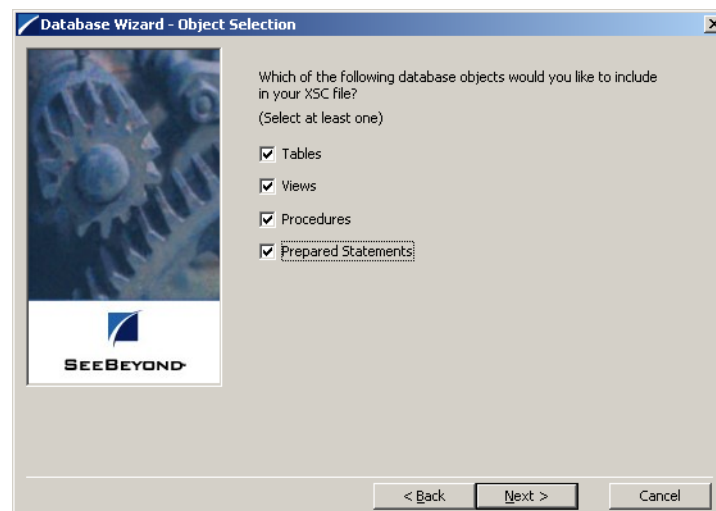 Database Wizard - Object Selection
Which of the following database objects would you like to include
in your XSC file?
(Select at least one)
Tables
Views
Procedures
Prepared Statements
SEEBEYOND
< Back
Next >
Cancel